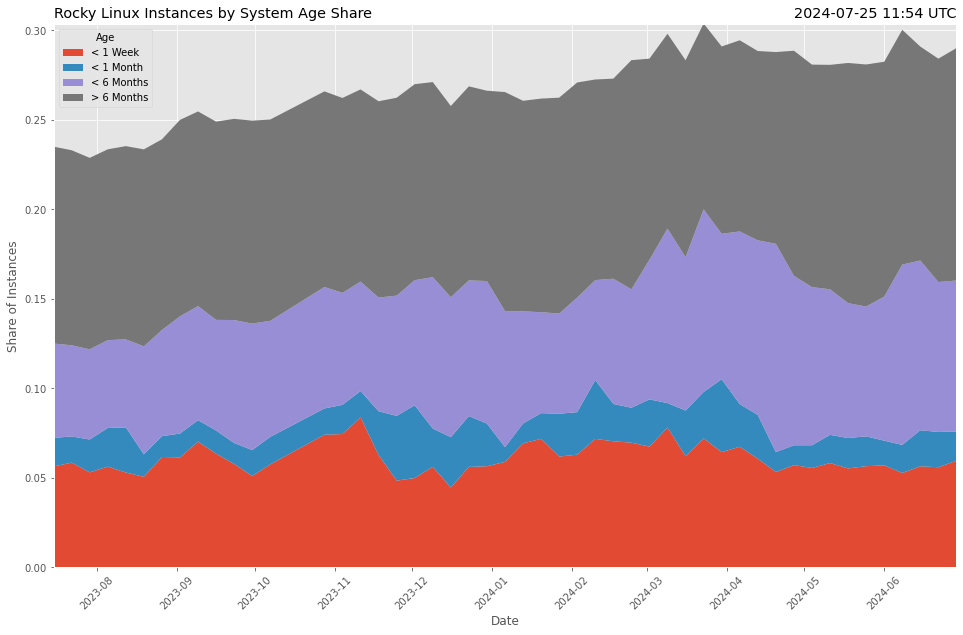 Rocky Linux Instances by System Age Share
2024-07-25 11:54 UTC
Age
< 1 Week
< 1 Month
< 6 Months
> 6 Months
0.30
0.25
0.20
0.15
0.10
0.05
0.00
Share of Instances
2023-08
2023-09
2023-10
2023-11
2023-12
2024-01
2024-02
2024-03
2024-04
2024-05
2024-06
Date